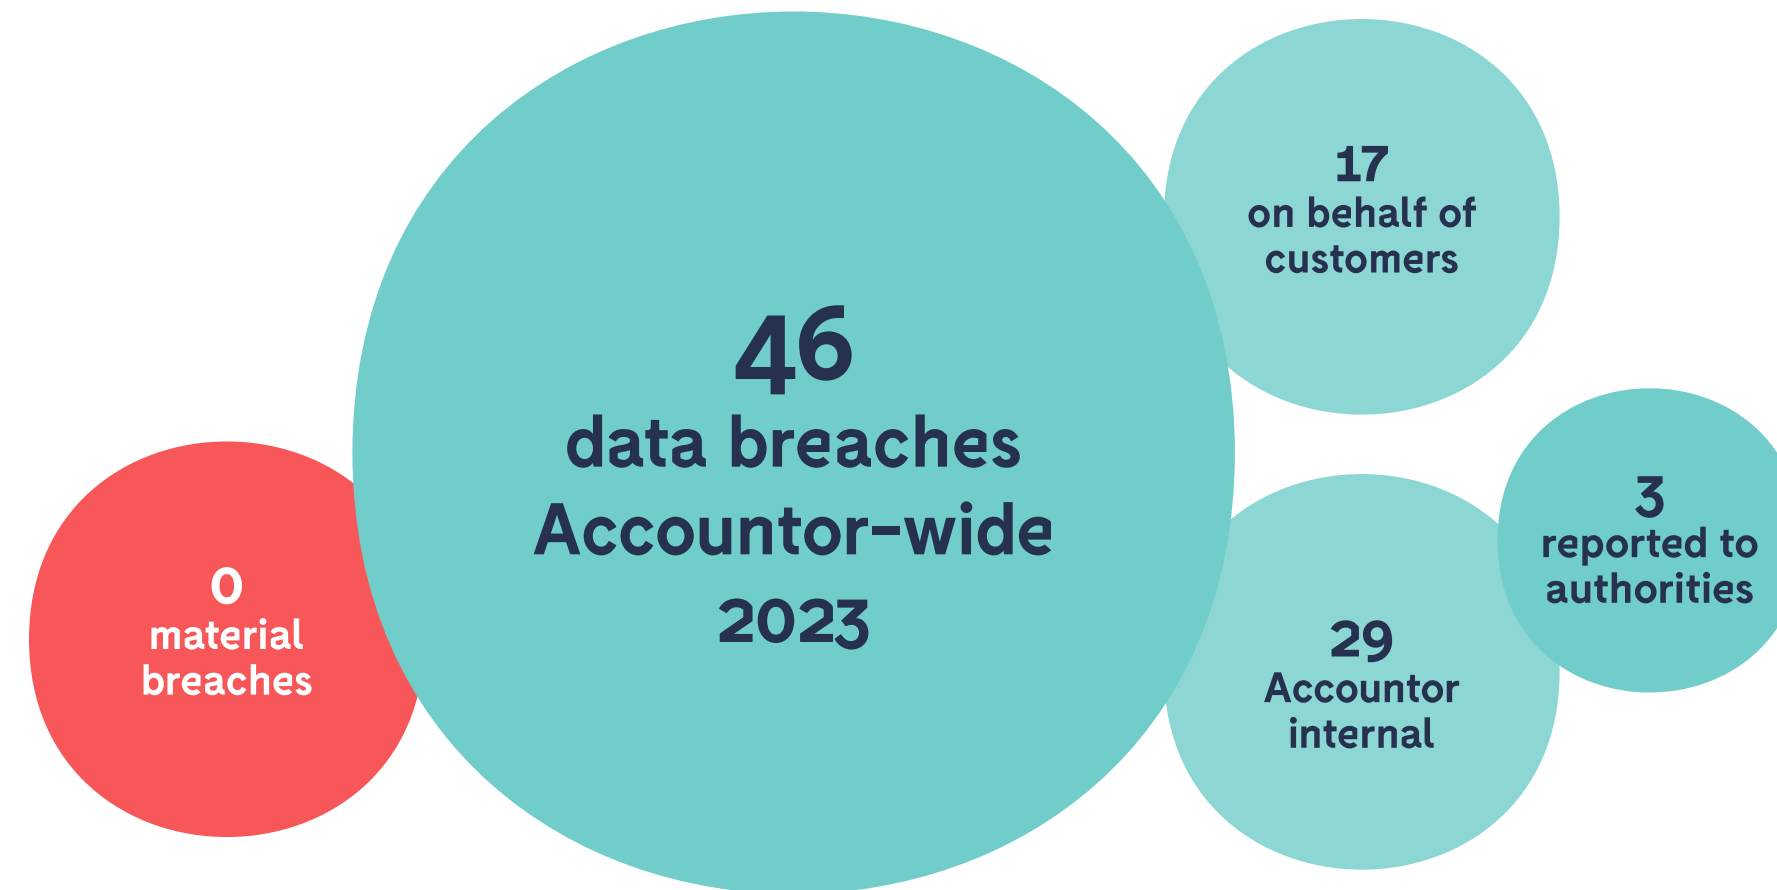 46
data breaches
Accountor-wide
2023
0
material
breaches
17
on behalf of
customers
29
Accountor
internal
3
reported to
authorities